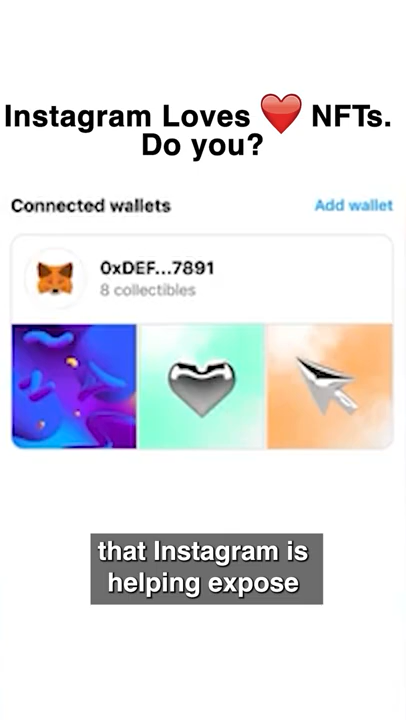 Instagram Loves ❤️ NFTs.
Do you?
Connected wallets
Add wallet
0xDEF...7891
8 collectibles
that Instagram is
helping expose